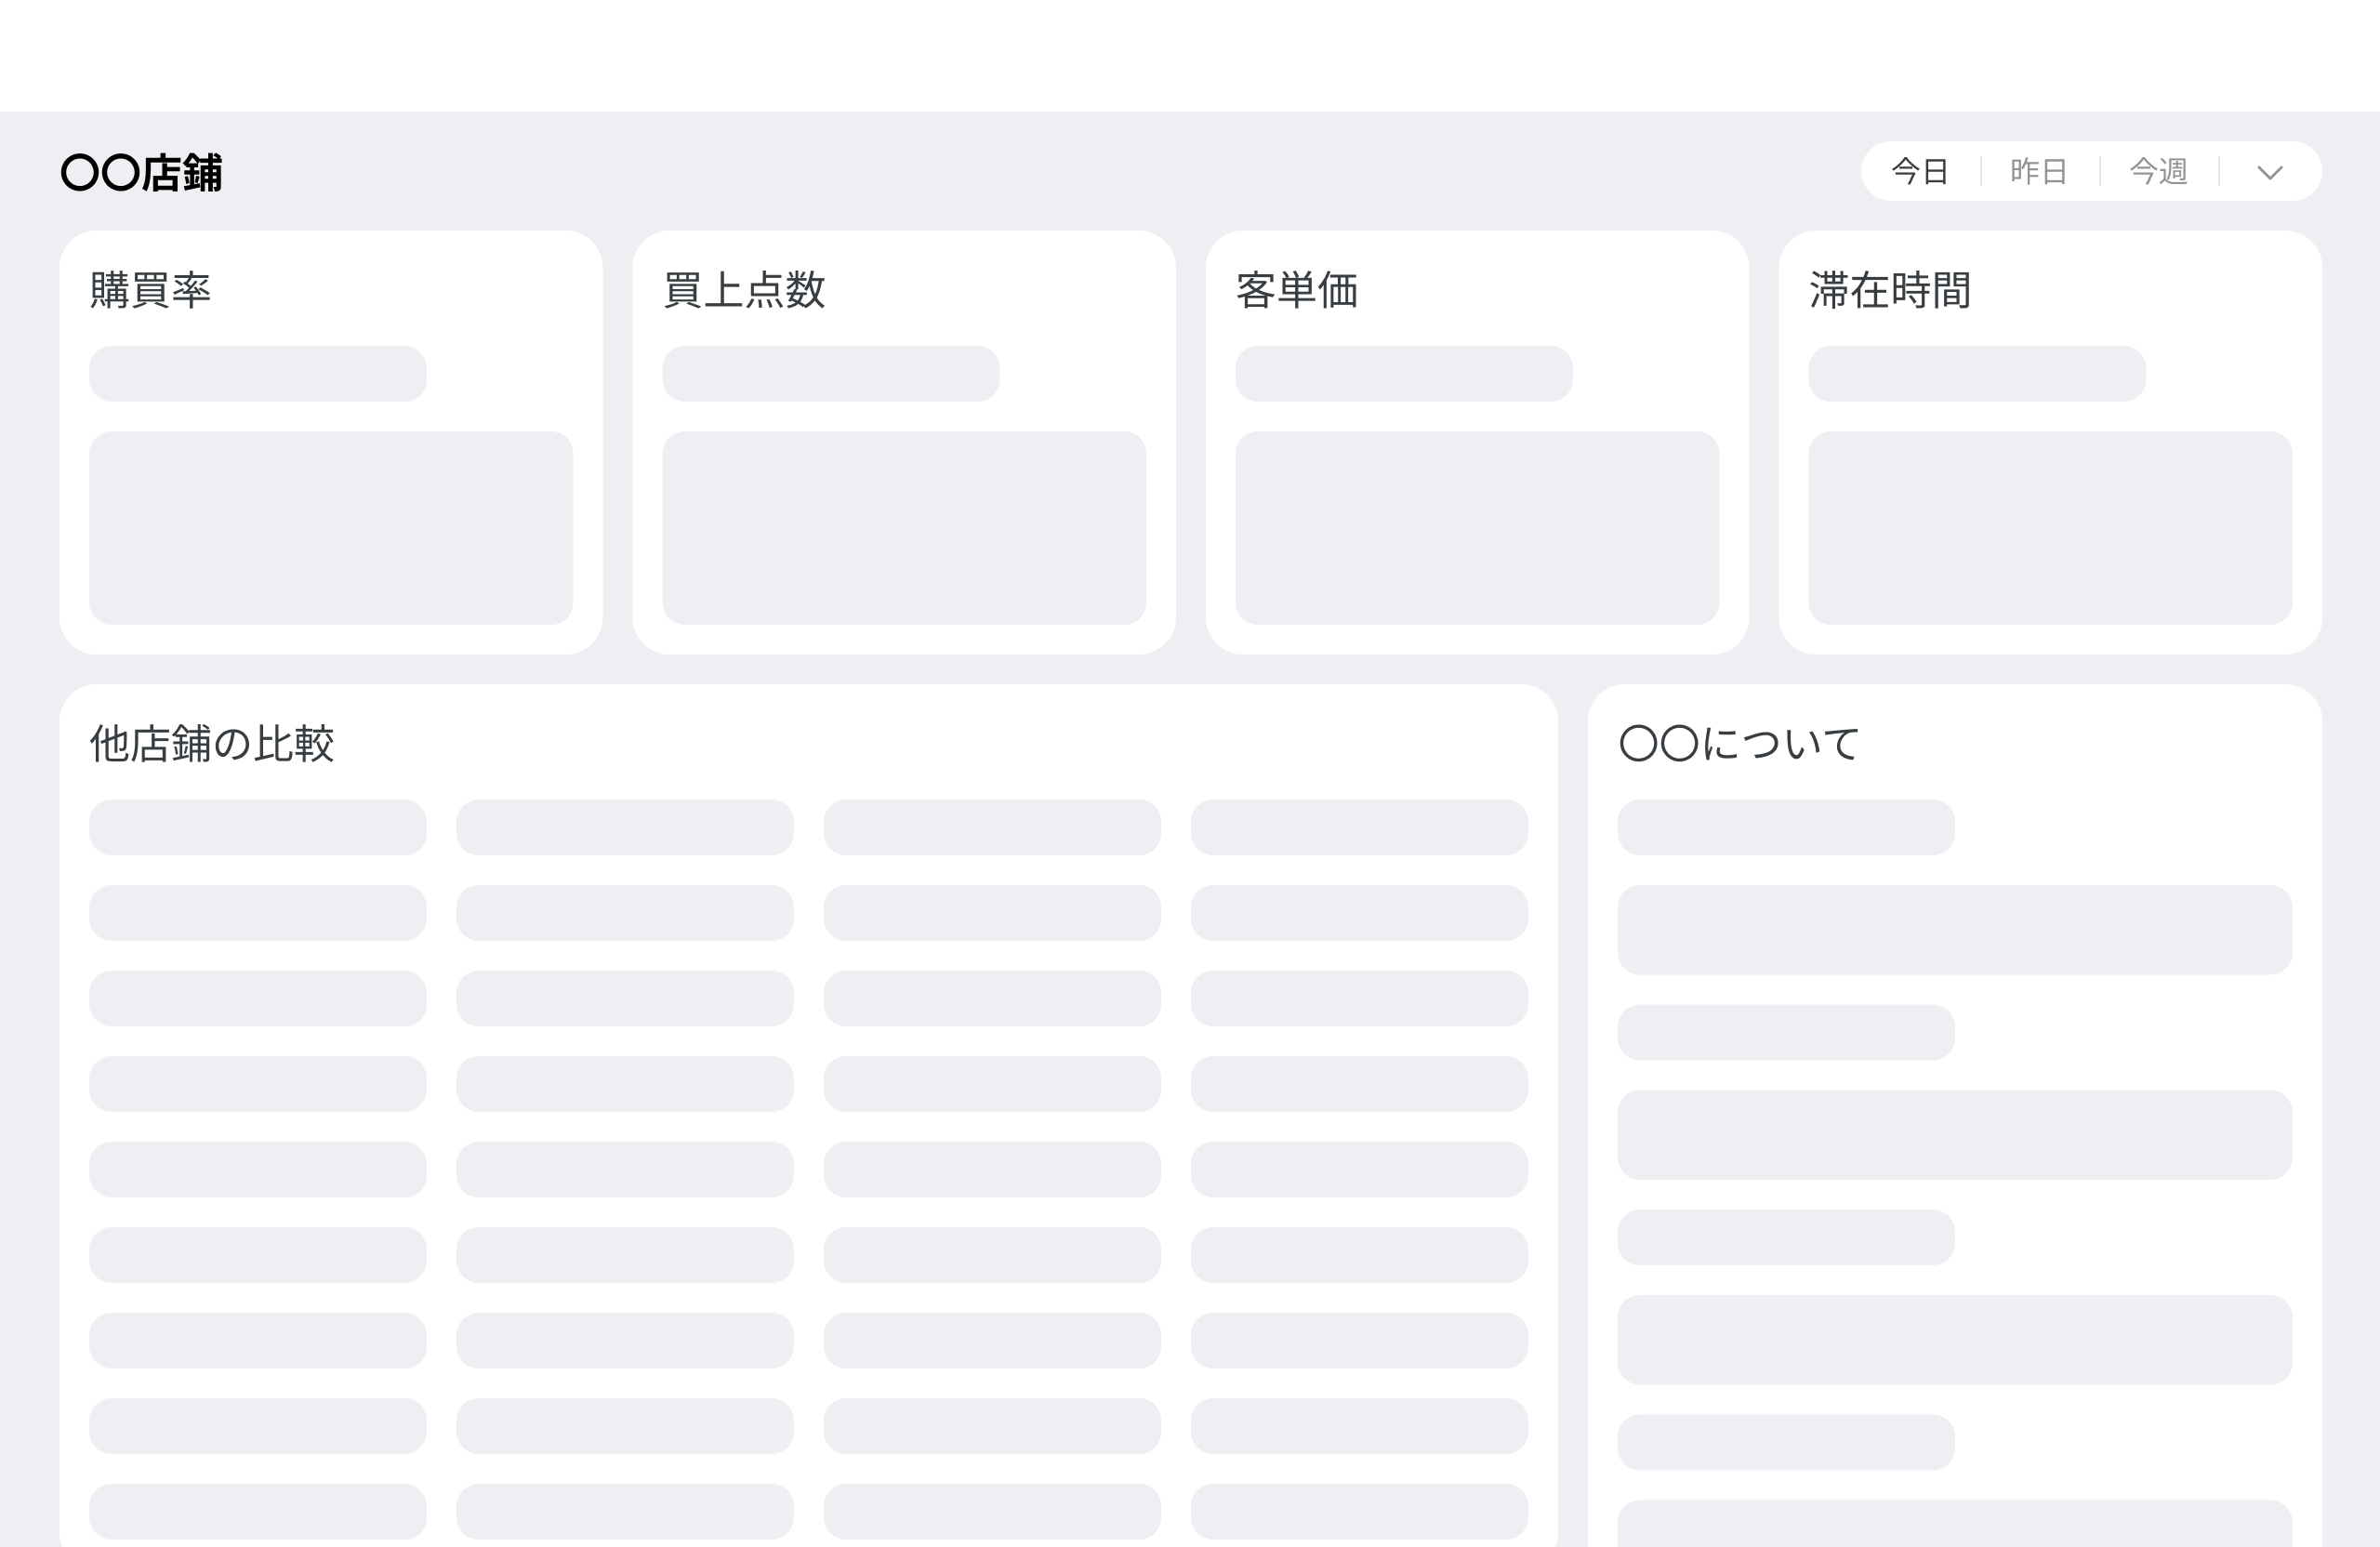 〇〇店舗
今日 昨日 今週
購買率
買上点数
客単価
滞在時間
他店舗の比較
〇〇について